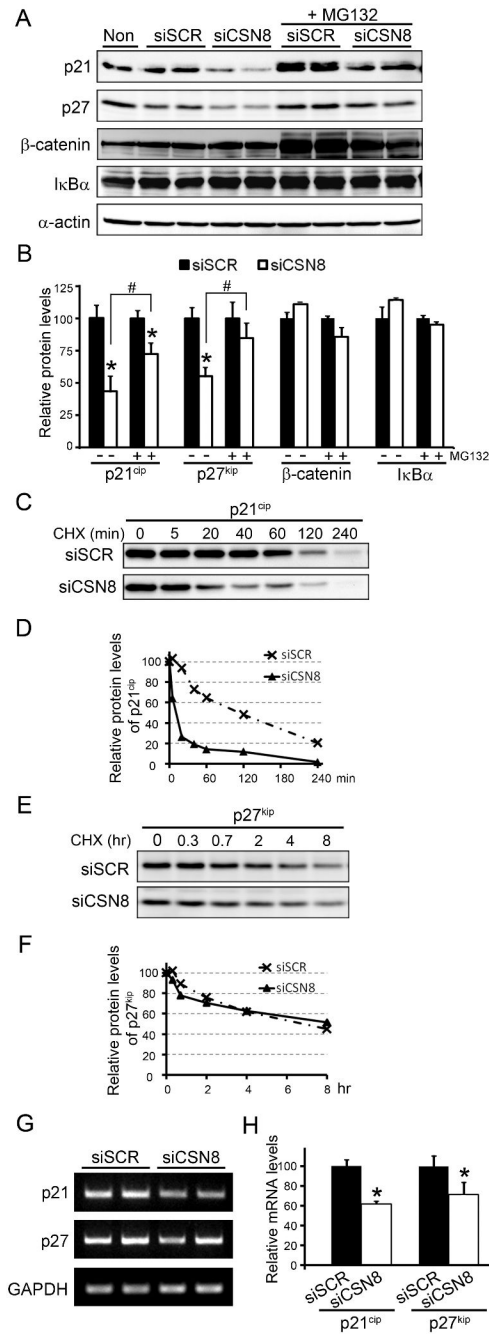 A
+ MG132
Non siSCR siCSN8 siSCR siCSN8
p21
p27
β-catenin
IκBα
α-actin
B
siSCR siCSN8
Relative protein levels
125
100
75
50
25
0
# #
* * *
- - + + - - + + - - + + - - + + MG132
p21cip p27kip β-catenin IκBα
C
p21cip
CHX (min) 0 5 20 40 60 120 240
siSCR
siCSN8
D
Relative protein levels of p21cip
100
80
60
40
20
0
siSCR
siCSN8
0 60 120 180 240 min
E
p27kip
CHX (hr) 0 0.3 0.7 2 4 8
siSCR
siCSN8
F
Relative protein levels of p27kip
100
80
60
40
20
0
siSCR
siCSN8
0 2 4 6 8 hr
G
siSCR siCSN8
p21
p27
GAPDH
H
Relative mRNA levels
100
80
60
40
20
0
* *
siSCR siCSN8 siSCR siCSN8
p21cip p27kip